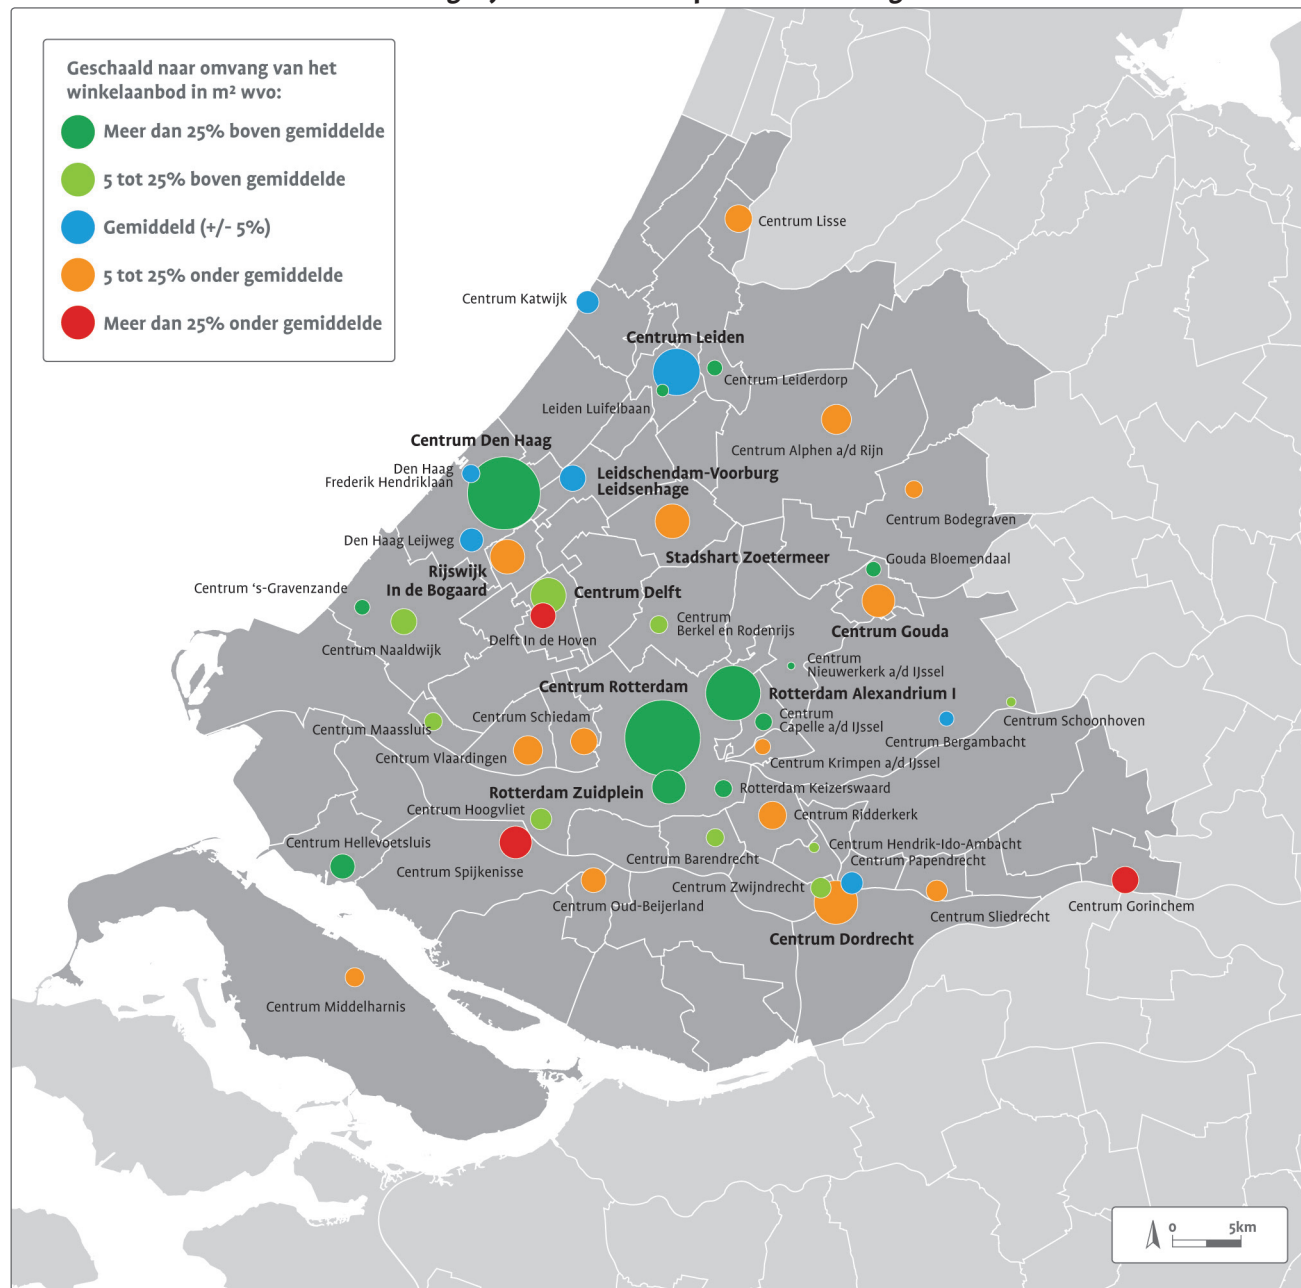 Geschaald naar omvang van het
winkelaanbod in m² wvo:
Meer dan 25% boven gemiddelde
5 tot 25% boven gemiddelde
Gemiddeld (+/- 5%)
5 tot 25% onder gemiddelde
Meer dan 25% onder gemiddelde
Centrum Lisse
Centrum Katwijk
Centrum Leiden
Centrum Leiderdorp
Leiden Luifelbaan
Centrum Alphen a/d Rijn
Centrum Den Haag
Den Haag
Frederik Hendriklaan
Leidschendam-Voorburg
Leidsenhage
Centrum Bodegraven
Den Haag Leijweg
Stadshart Zoetermeer
Gouda Bloemendaal
Rijswijk
In de Bogaard
Centrum ‘s-Gravenzande
Centrum Delft
Centrum Naaldwijk
Delft In de Hoven
Centrum
Berkel en Rodenrijs
Centrum Gouda
Centrum
Nieuwerkerk a/d IJssel
Centrum Rotterdam
Rotterdam Alexandrium I
Centrum Schiedam
Centrum
Capelle a/d IJssel
Centrum Schoonhoven
Centrum Maassluis
Centrum Bergambacht
Centrum Vlaardingen
Centrum Krimpen a/d IJssel
Rotterdam Zuidplein
Rotterdam Keizerswaard
Centrum Hoogvliet
Centrum Ridderkerk
Centrum Hellevoetsluis
Centrum Hendrik-Ido-Ambacht
Centrum Barendrecht
Centrum Papendrecht
Centrum Spijkenisse
Centrum Zwijndrecht
Centrum Oud-Beijerland
Centrum Sliedrecht
Centrum Gorinchem
Centrum Dordrecht
Centrum Middelharnis
0 5km